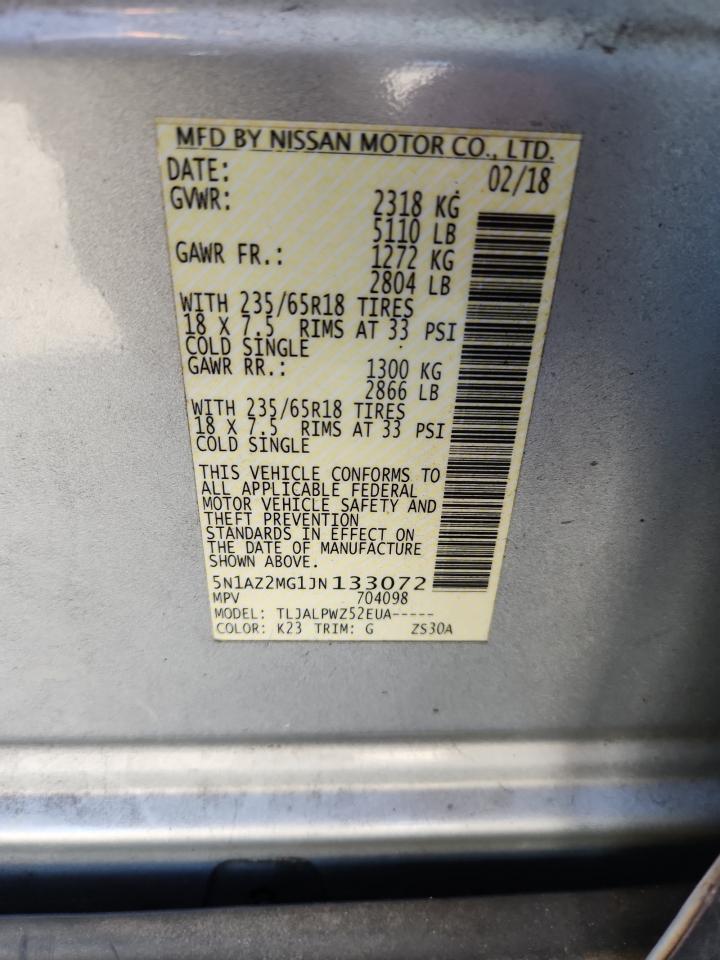 MFD BY NISSAN MOTOR CO., LTD.
DATE: 02/18
GVWR: 2318 KG
5110 LB
GAWR FR.: 1272 KG
2804 LB
WITH 235/65R18 TIRES
18 X 7.5 RIMS AT 33 PSI
COLD SINGLE
GAWR RR.: 1300 KG
2866 LB
WITH 235/65R18 TIRES
18 X 7.5 RIMS AT 33 PSI
COLD SINGLE
THIS VEHICLE CONFORMS TO
ALL APPLICABLE FEDERAL
MOTOR VEHICLE SAFETY AND
THEFT PREVENTION
STANDARDS IN EFFECT ON
THE DATE OF MANUFACTURE
SHOWN ABOVE.
5N1AZ2MG1JN133072
MPV 704098
MODEL: TLJALPWZ52EUA-----
COLOR: K23 TRIM: G ZS30A